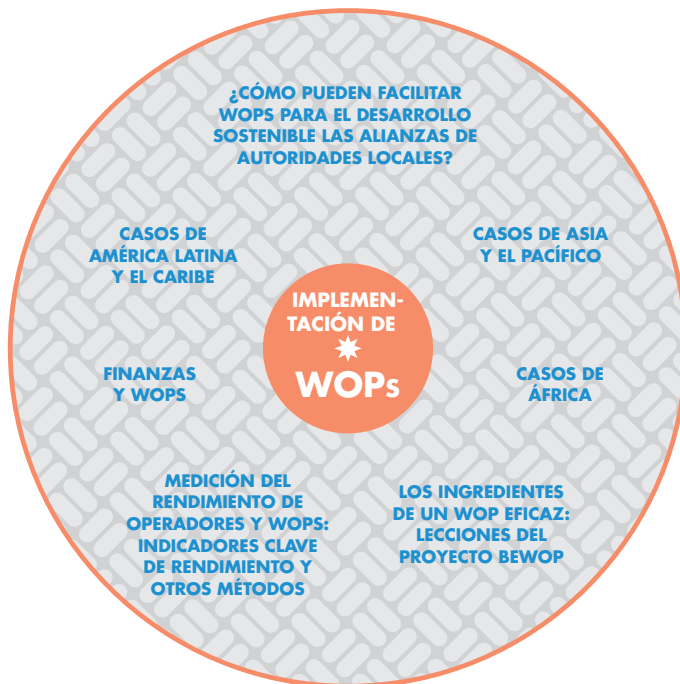 ¿CÓMO PUEDEN FACILITAR
WOPS PARA EL DESARROLLO
SOSTENIBLE LAS ALIANZAS DE
AUTORIDADES LOCALES?
CASOS DE
AMÉRICA LATINA
Y EL CARIBE
CASOS DE ASIA
Y EL PACÍFICO
IMPLEMEN-
TACIÓN DE
WOPs
FINANZAS
Y WOPS
CASOS DE
ÁFRICA
MEDICIÓN DEL
RENDIMIENTO DE
OPERADORES Y WOPS:
INDICADORES CLAVE
DE RENDIMIENTO Y
OTROS MÉTODOS
LOS INGREDIENTES
DE UN WOP EFICAZ:
LECCIONES DEL
PROYECTO BEWOP